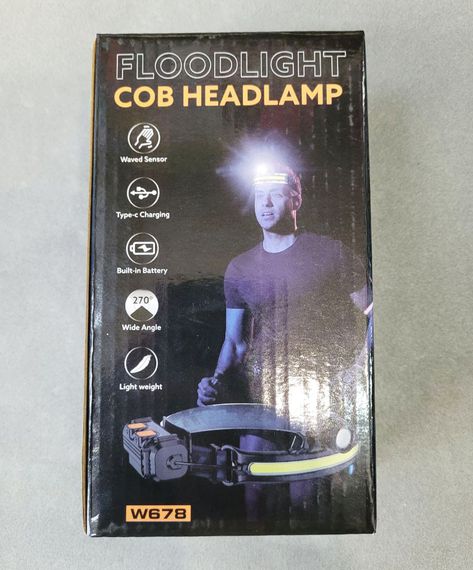 FLOODLIGHT
COB HEADLAMP
Waved Sensor
Type-c Charging
Built-in Battery
270°
Wide Angle
Light weight
W678